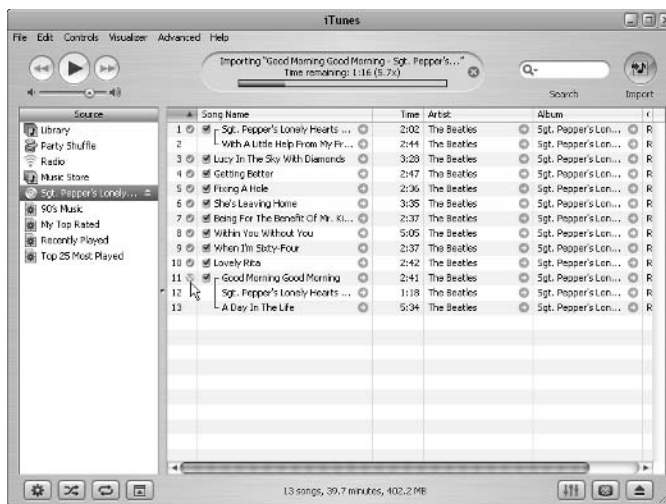 iTunes
File Edit Controls Visualizer Advanced Help
Importing "Good Morning Good Morning - Sgt. Pepper's..."
Time remaining: 1:16 (5.7x)
Search
Import
Source
Library
Party Shuffle
Radio
Music Store
Sgt. Pepper's Lonely...
90's Music
My Top Rated
Recently Played
Top 25 Most Played
Song Name Time Artist Album
1 Sgt. Pepper's Lonely Hearts ... 2:02 The Beatles Sgt. Pepper's Lon... R
2 With A Little Help From My Fr... 2:44 The Beatles Sgt. Pepper's Lon... R
3 Lucy In The Sky With Diamonds 3:28 The Beatles Sgt. Pepper's Lon... R
4 Getting Better 2:47 The Beatles Sgt. Pepper's Lon... R
5 Fixing A Hole 2:36 The Beatles Sgt. Pepper's Lon... R
6 She's Leaving Home 3:35 The Beatles Sgt. Pepper's Lon... R
7 Being For The Benefit Of Mr. Ki... 2:37 The Beatles Sgt. Pepper's Lon... R
8 Within You Without You 5:05 The Beatles Sgt. Pepper's Lon... R
9 When I'm Sixty-Four 2:37 The Beatles Sgt. Pepper's Lon... R
10 Lovely Rita 2:42 The Beatles Sgt. Pepper's Lon... R
11 Good Morning Good Morning 2:41 The Beatles Sgt. Pepper's Lon... R
12 Sgt. Pepper's Lonely Hearts ... 1:18 The Beatles Sgt. Pepper's Lon... R
13 A Day In The Life 5:34 The Beatles Sgt. Pepper's Lon... R
13 songs, 39.7 minutes, 402.2 MB